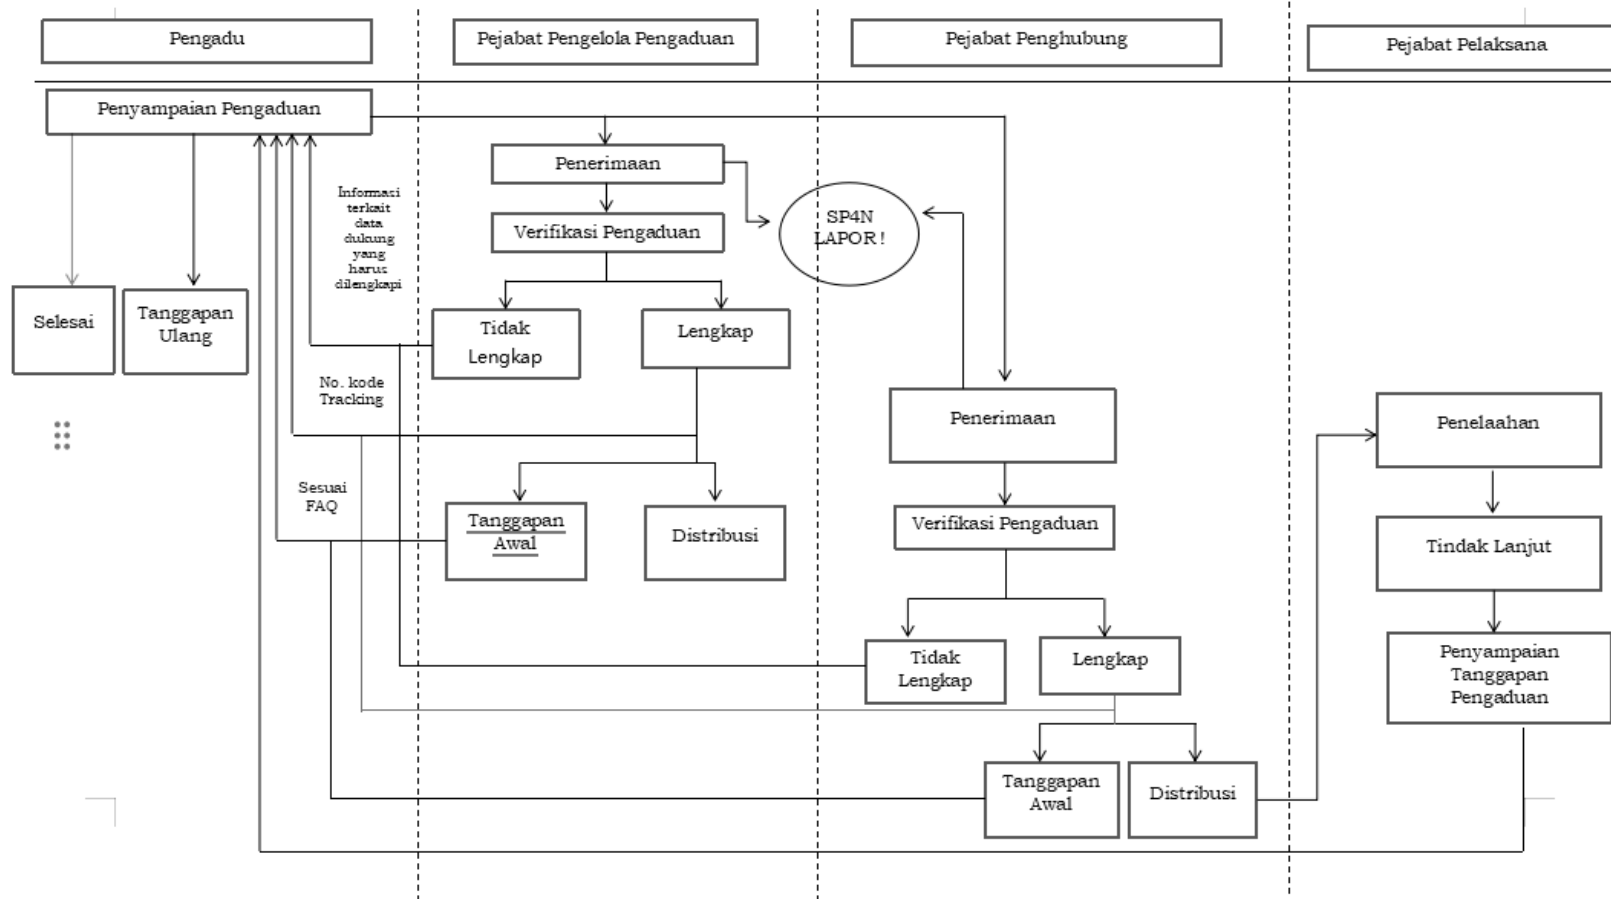 Pengadu
Pejabat Pengelola Pengaduan
Pejabat Penghubung
Pejabat Pelaksana
Penyampaian Pengaduan
Selesai
Tanggapan
Ulang
Informasi
terkait
data
dukung
yang
harus
dilengkapi
No. kode
Tracking
Sesuai
FAQ
Penerimaan
Verifikasi Pengaduan
Tidak
Lengkap
Lengkap
Tanggapan
Awal
Distribusi
SP4N
LAPOR!
Penerimaan
Verifikasi Pengaduan
Tidak
Lengkap
Lengkap
Tanggapan
Awal
Distribusi
Penelaahan
Tindak Lanjut
Penyampaian
Tanggapan
Pengaduan